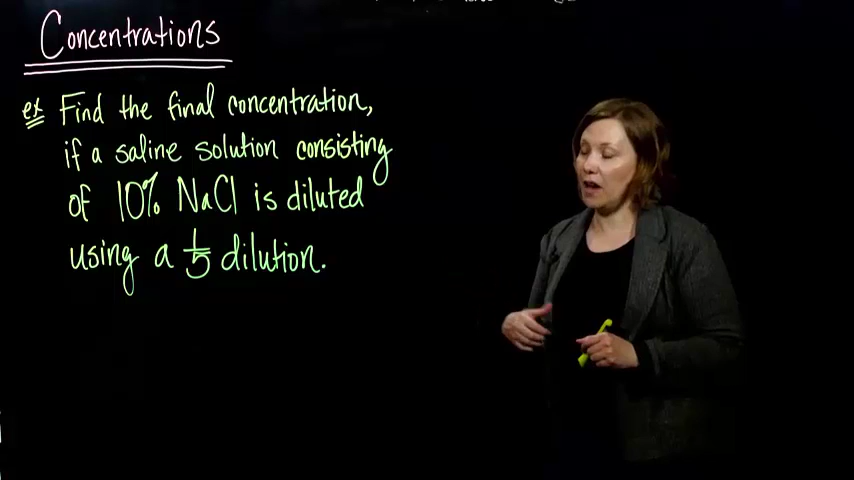 Concentrations
ex Find the final concentration,
if a saline solution consisting
of 10% NaCl is diluted
using a 1/5 dilution.